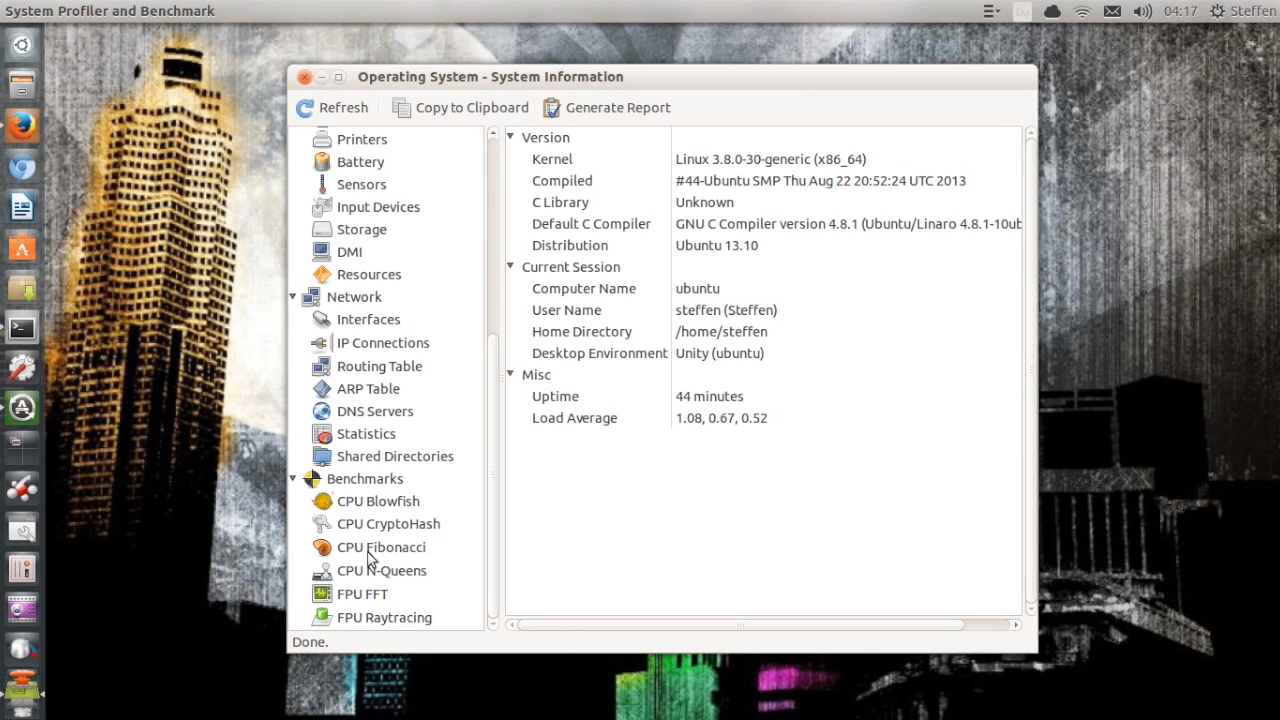 System Profiler and Benchmark
04:17
Steffen
Operating System - System Information
Refresh
Copy to Clipboard
Generate Report
Printers
Battery
Sensors
Input Devices
Storage
DMI
Resources
Network
Interfaces
IP Connections
Routing Table
ARP Table
DNS Servers
Statistics
Shared Directories
Benchmarks
CPU Blowfish
CPU CryptoHash
CPU Fibonacci
CPU N-Queens
FPU FFT
FPU Raytracing
Version
Kernel Linux 3.8.0-30-generic (x86_64)
Compiled #44-Ubuntu SMP Thu Aug 22 20:52:24 UTC 2013
C Library Unknown
Default C Compiler GNU C Compiler version 4.8.1 (Ubuntu/Linaro 4.8.1-10ub
Distribution Ubuntu 13.10
Current Session
Computer Name ubuntu
User Name steffen (Steffen)
Home Directory /home/steffen
Desktop Environment Unity (ubuntu)
Misc
Uptime 44 minutes
Load Average 1.08, 0.67, 0.52
Done.